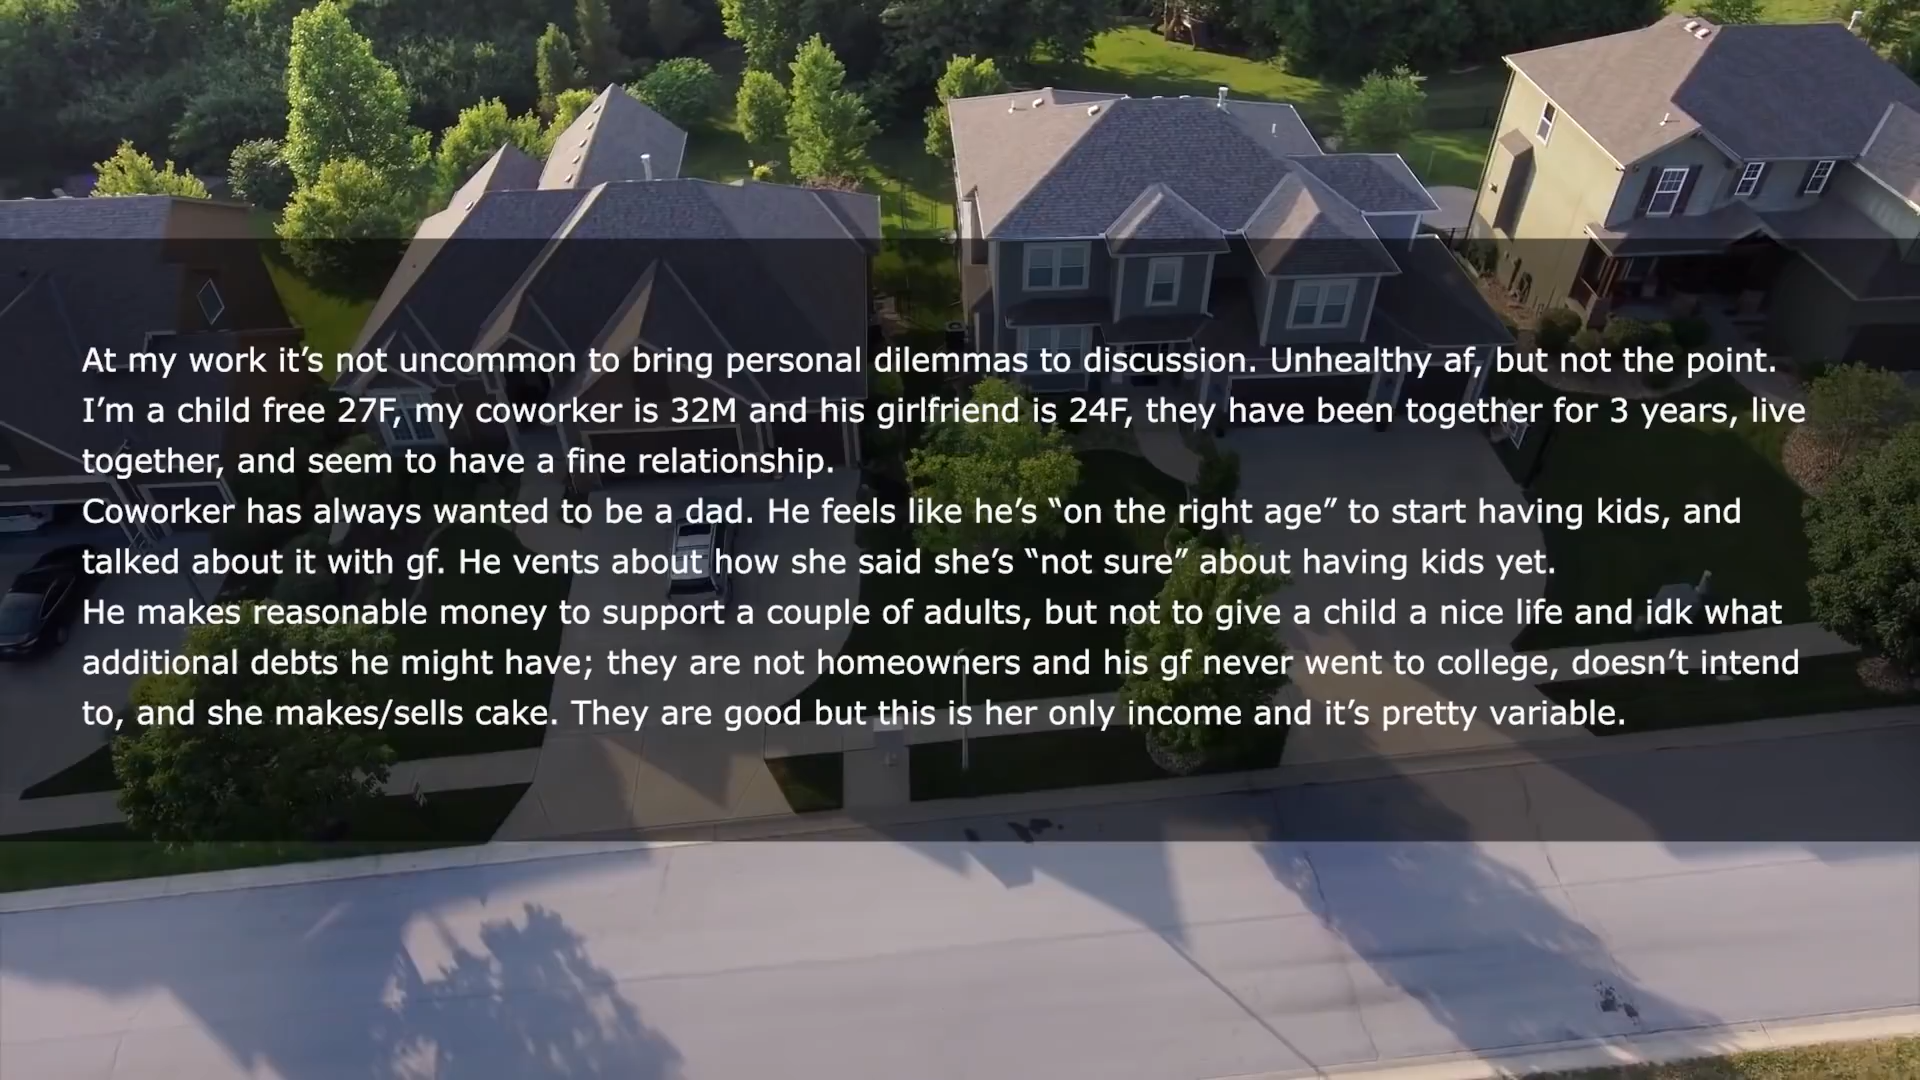 At my work it’s not uncommon to bring personal dilemmas to discussion. Unhealthy af, but not the point.
I’m a child free 27F, my coworker is 32M and his girlfriend is 24F, they have been together for 3 years, live
together, and seem to have a fine relationship.
Coworker has always wanted to be a dad. He feels like he’s “on the right age” to start having kids, and
talked about it with gf. He vents about how she said she’s “not sure” about having kids yet.
He makes reasonable money to support a couple of adults, but not to give a child a nice life and idk what
additional debts he might have; they are not homeowners and his gf never went to college, doesn’t intend
to, and she makes/sells cake. They are good but this is her only income and it’s pretty variable.